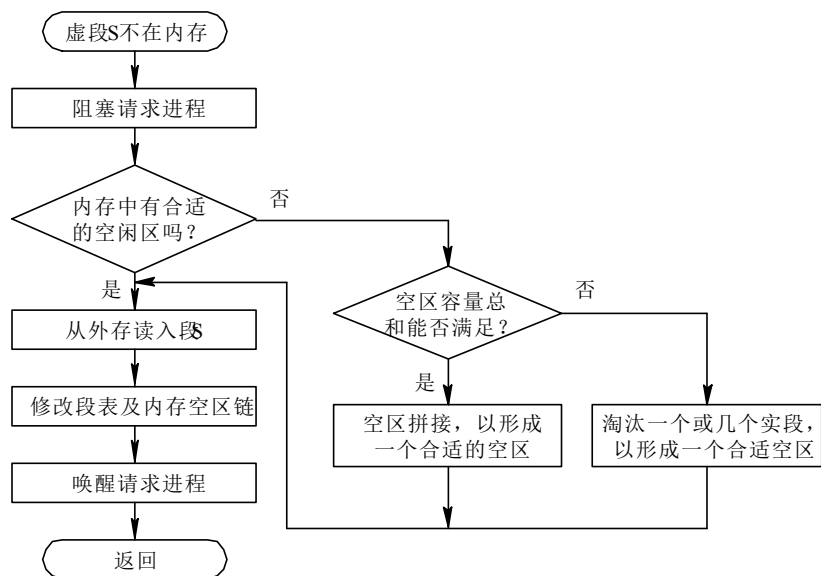 虚段S不在内存
阻塞请求进程
内存中有合适
的空闲区吗？
否
是
空区容量总
和能否满足？
否
从外存读入段S
是
修改段表及内存空区链
空区拼接，以形成
一个合适的空区
淘汰一个或几个实段，
以形成一个合适空区
唤醒请求进程
返回